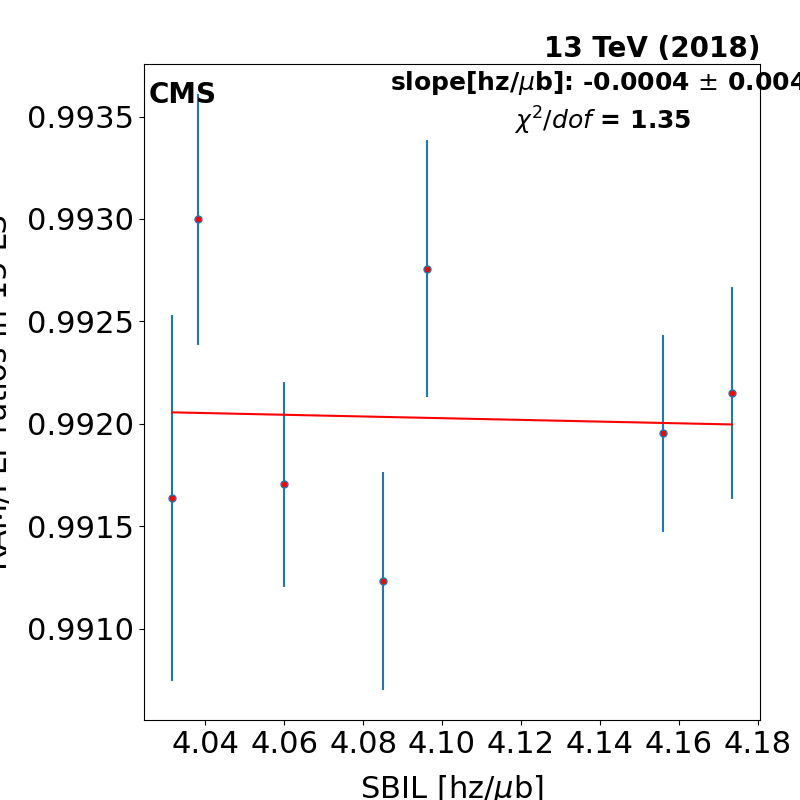 13 TeV (2018)
CMS
slope[hz/μb]: -0.0004 ± 0.004
χ²/dof = 1.35
0.9935
0.9930
0.9925
0.9920
0.9915
0.9910
4.04 4.06 4.08 4.10 4.12 4.14 4.16 4.18
SBIL [hz/μb]